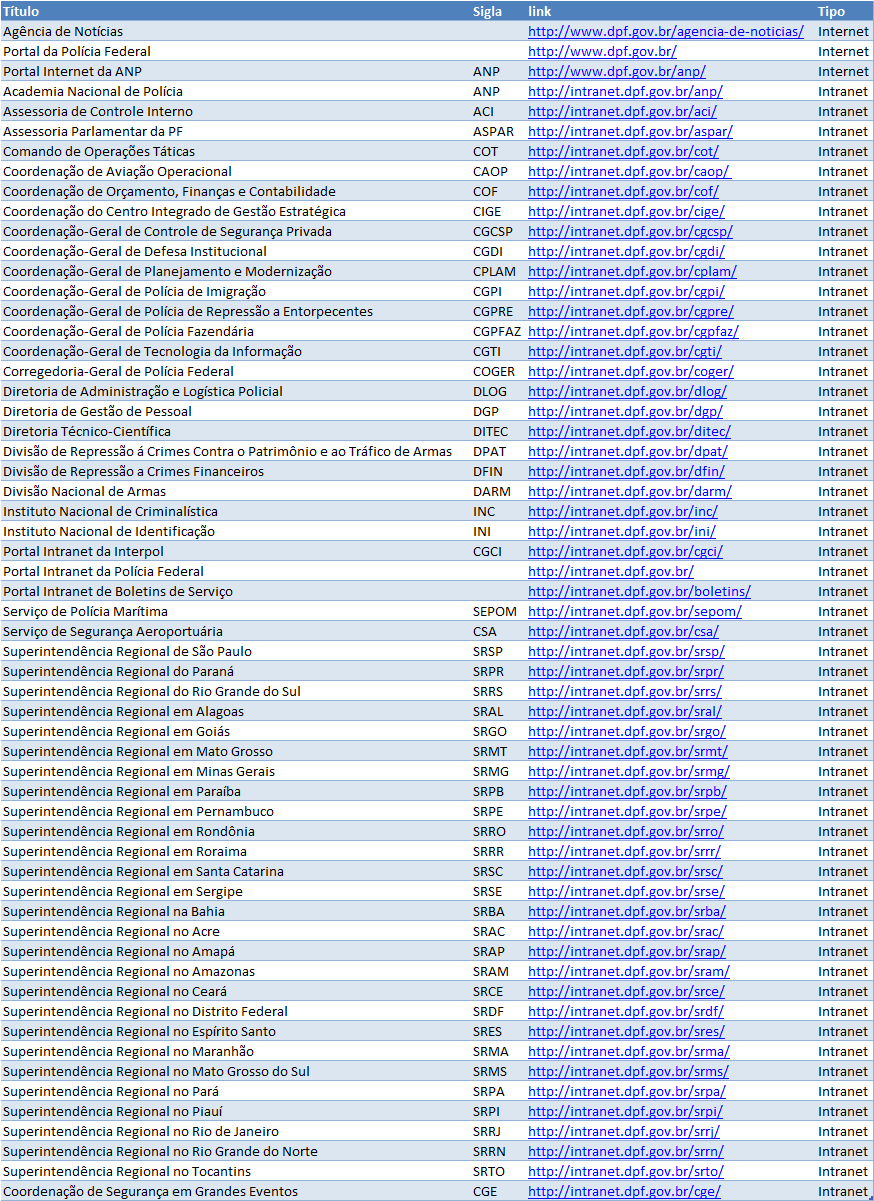 Título Sigla link Tipo
Agência de Notícias http://www.dpf.gov.br/agencia-de-noticias/ Internet
Portal da Polícia Federal http://www.dpf.gov.br/ Internet
Portal Internet da ANP ANP http://www.dpf.gov.br/anp/ Internet
Academia Nacional de Polícia ANP http://intranet.dpf.gov.br/anp/ Intranet
Assessoria de Controle Interno ACI http://intranet.dpf.gov.br/aci/ Intranet
Assessoria Parlamentar da PF ASPAR http://intranet.dpf.gov.br/aspar/ Intranet
Comando de Operações Táticas COT http://intranet.dpf.gov.br/cot/ Intranet
Coordenação de Aviação Operacional CAOP http://intranet.dpf.gov.br/caop/ Intranet
Coordenação de Orçamento, Finanças e Contabilidade COF http://intranet.dpf.gov.br/cof/ Intranet
Coordenação do Centro Integrado de Gestão Estratégica CIGE http://intranet.dpf.gov.br/cige/ Intranet
Coordenação-Geral de Controle de Segurança Privada CGCSP http://intranet.dpf.gov.br/cgcsp/ Intranet
Coordenação-Geral de Defesa Institucional CGDI http://intranet.dpf.gov.br/cgdi/ Intranet
Coordenação-Geral de Planejamento e Modernização CPLAM http://intranet.dpf.gov.br/cplam/ Intranet
Coordenação-Geral de Polícia de Imigração CGPI http://intranet.dpf.gov.br/cgpi/ Intranet
Coordenação-Geral de Polícia de Repressão a Entorpecentes CGPRE http://intranet.dpf.gov.br/cgpre/ Intranet
Coordenação-Geral de Polícia Fazendária CGPFAZ http://intranet.dpf.gov.br/cgpfaz/ Intranet
Coordenação-Geral de Tecnologia da Informação CGTI http://intranet.dpf.gov.br/cgti/ Intranet
Corregedoria-Geral de Polícia Federal COGER http://intranet.dpf.gov.br/coger/ Intranet
Diretoria de Administração e Logística Policial DLOG http://intranet.dpf.gov.br/dlog/ Intranet
Diretoria de Gestão de Pessoal DGP http://intranet.dpf.gov.br/dgp/ Intranet
Diretoria Técnico-Científica DITEC http://intranet.dpf.gov.br/ditec/ Intranet
Divisão de Repressão á Crimes Contra o Patrimônio e ao Tráfico de Armas DPAT http://intranet.dpf.gov.br/dpat/ Intranet
Divisão de Repressão a Crimes Financeiros DFIN http://intranet.dpf.gov.br/dfin/ Intranet
Divisão Nacional de Armas DARM http://intranet.dpf.gov.br/darm/ Intranet
Instituto Nacional de Criminalística INC http://intranet.dpf.gov.br/inc/ Intranet
Instituto Nacional de Identificação INI http://intranet.dpf.gov.br/ini/ Intranet
Portal Intranet da Interpol CGCI http://intranet.dpf.gov.br/cgci/ Intranet
Portal Intranet da Polícia Federal http://intranet.dpf.gov.br/ Intranet
Portal Intranet de Boletins de Serviço http://intranet.dpf.gov.br/boletins/ Intranet
Serviço de Polícia Marítima SEPOM http://intranet.dpf.gov.br/sepom/ Intranet
Serviço de Segurança Aeroportuária CSA http://intranet.dpf.gov.br/csa/ Intranet
Superintendência Regional de São Paulo SRSP http://intranet.dpf.gov.br/srsp/ Intranet
Superintendência Regional do Paraná SRPR http://intranet.dpf.gov.br/srpr/ Intranet
Superintendência Regional do Rio Grande do Sul SRRS http://intranet.dpf.gov.br/srrs/ Intranet
Superintendência Regional em Alagoas SRAL http://intranet.dpf.gov.br/sral/ Intranet
Superintendência Regional em Goiás SRGO http://intranet.dpf.gov.br/srgo/ Intranet
Superintendência Regional em Mato Grosso SRMT http://intranet.dpf.gov.br/srmt/ Intranet
Superintendência Regional em Minas Gerais SRMG http://intranet.dpf.gov.br/srmg/ Intranet
Superintendência Regional em Paraíba SRPB http://intranet.dpf.gov.br/srpb/ Intranet
Superintendência Regional em Pernambuco SRPE http://intranet.dpf.gov.br/srpe/ Intranet
Superintendência Regional em Rondônia SRRO http://intranet.dpf.gov.br/srro/ Intranet
Superintendência Regional em Roraima SRRR http://intranet.dpf.gov.br/srrr/ Intranet
Superintendência Regional em Santa Catarina SRSC http://intranet.dpf.gov.br/srsc/ Intranet
Superintendência Regional em Sergipe SRSE http://intranet.dpf.gov.br/srse/ Intranet
Superintendência Regional na Bahia SRBA http://intranet.dpf.gov.br/srba/ Intranet
Superintendência Regional no Acre SRAC http://intranet.dpf.gov.br/srac/ Intranet
Superintendência Regional no Amapá SRAP http://intranet.dpf.gov.br/srap/ Intranet
Superintendência Regional no Amazonas SRAM http://intranet.dpf.gov.br/sram/ Intranet
Superintendência Regional no Ceará SRCE http://intranet.dpf.gov.br/srce/ Intranet
Superintendência Regional no Distrito Federal SRDF http://intranet.dpf.gov.br/srdf/ Intranet
Superintendência Regional no Espírito Santo SRES http://intranet.dpf.gov.br/sres/ Intranet
Superintendência Regional no Maranhão SRMA http://intranet.dpf.gov.br/srma/ Intranet
Superintendência Regional no Mato Grosso do Sul SRMS http://intranet.dpf.gov.br/srms/ Intranet
Superintendência Regional no Pará SRPA http://intranet.dpf.gov.br/srpa/ Intranet
Superintendência Regional no Piauí SRPI http://intranet.dpf.gov.br/srpi/ Intranet
Superintendência Regional no Rio de Janeiro SRRJ http://intranet.dpf.gov.br/srrj/ Intranet
Superintendência Regional no Rio Grande do Norte SRRN http://intranet.dpf.gov.br/srrn/ Intranet
Superintendência Regional no Tocantins SRTO http://intranet.dpf.gov.br/srto/ Intranet
Coordenação de Segurança em Grandes Eventos CGE http://intranet.dpf.gov.br/cge/ Intranet